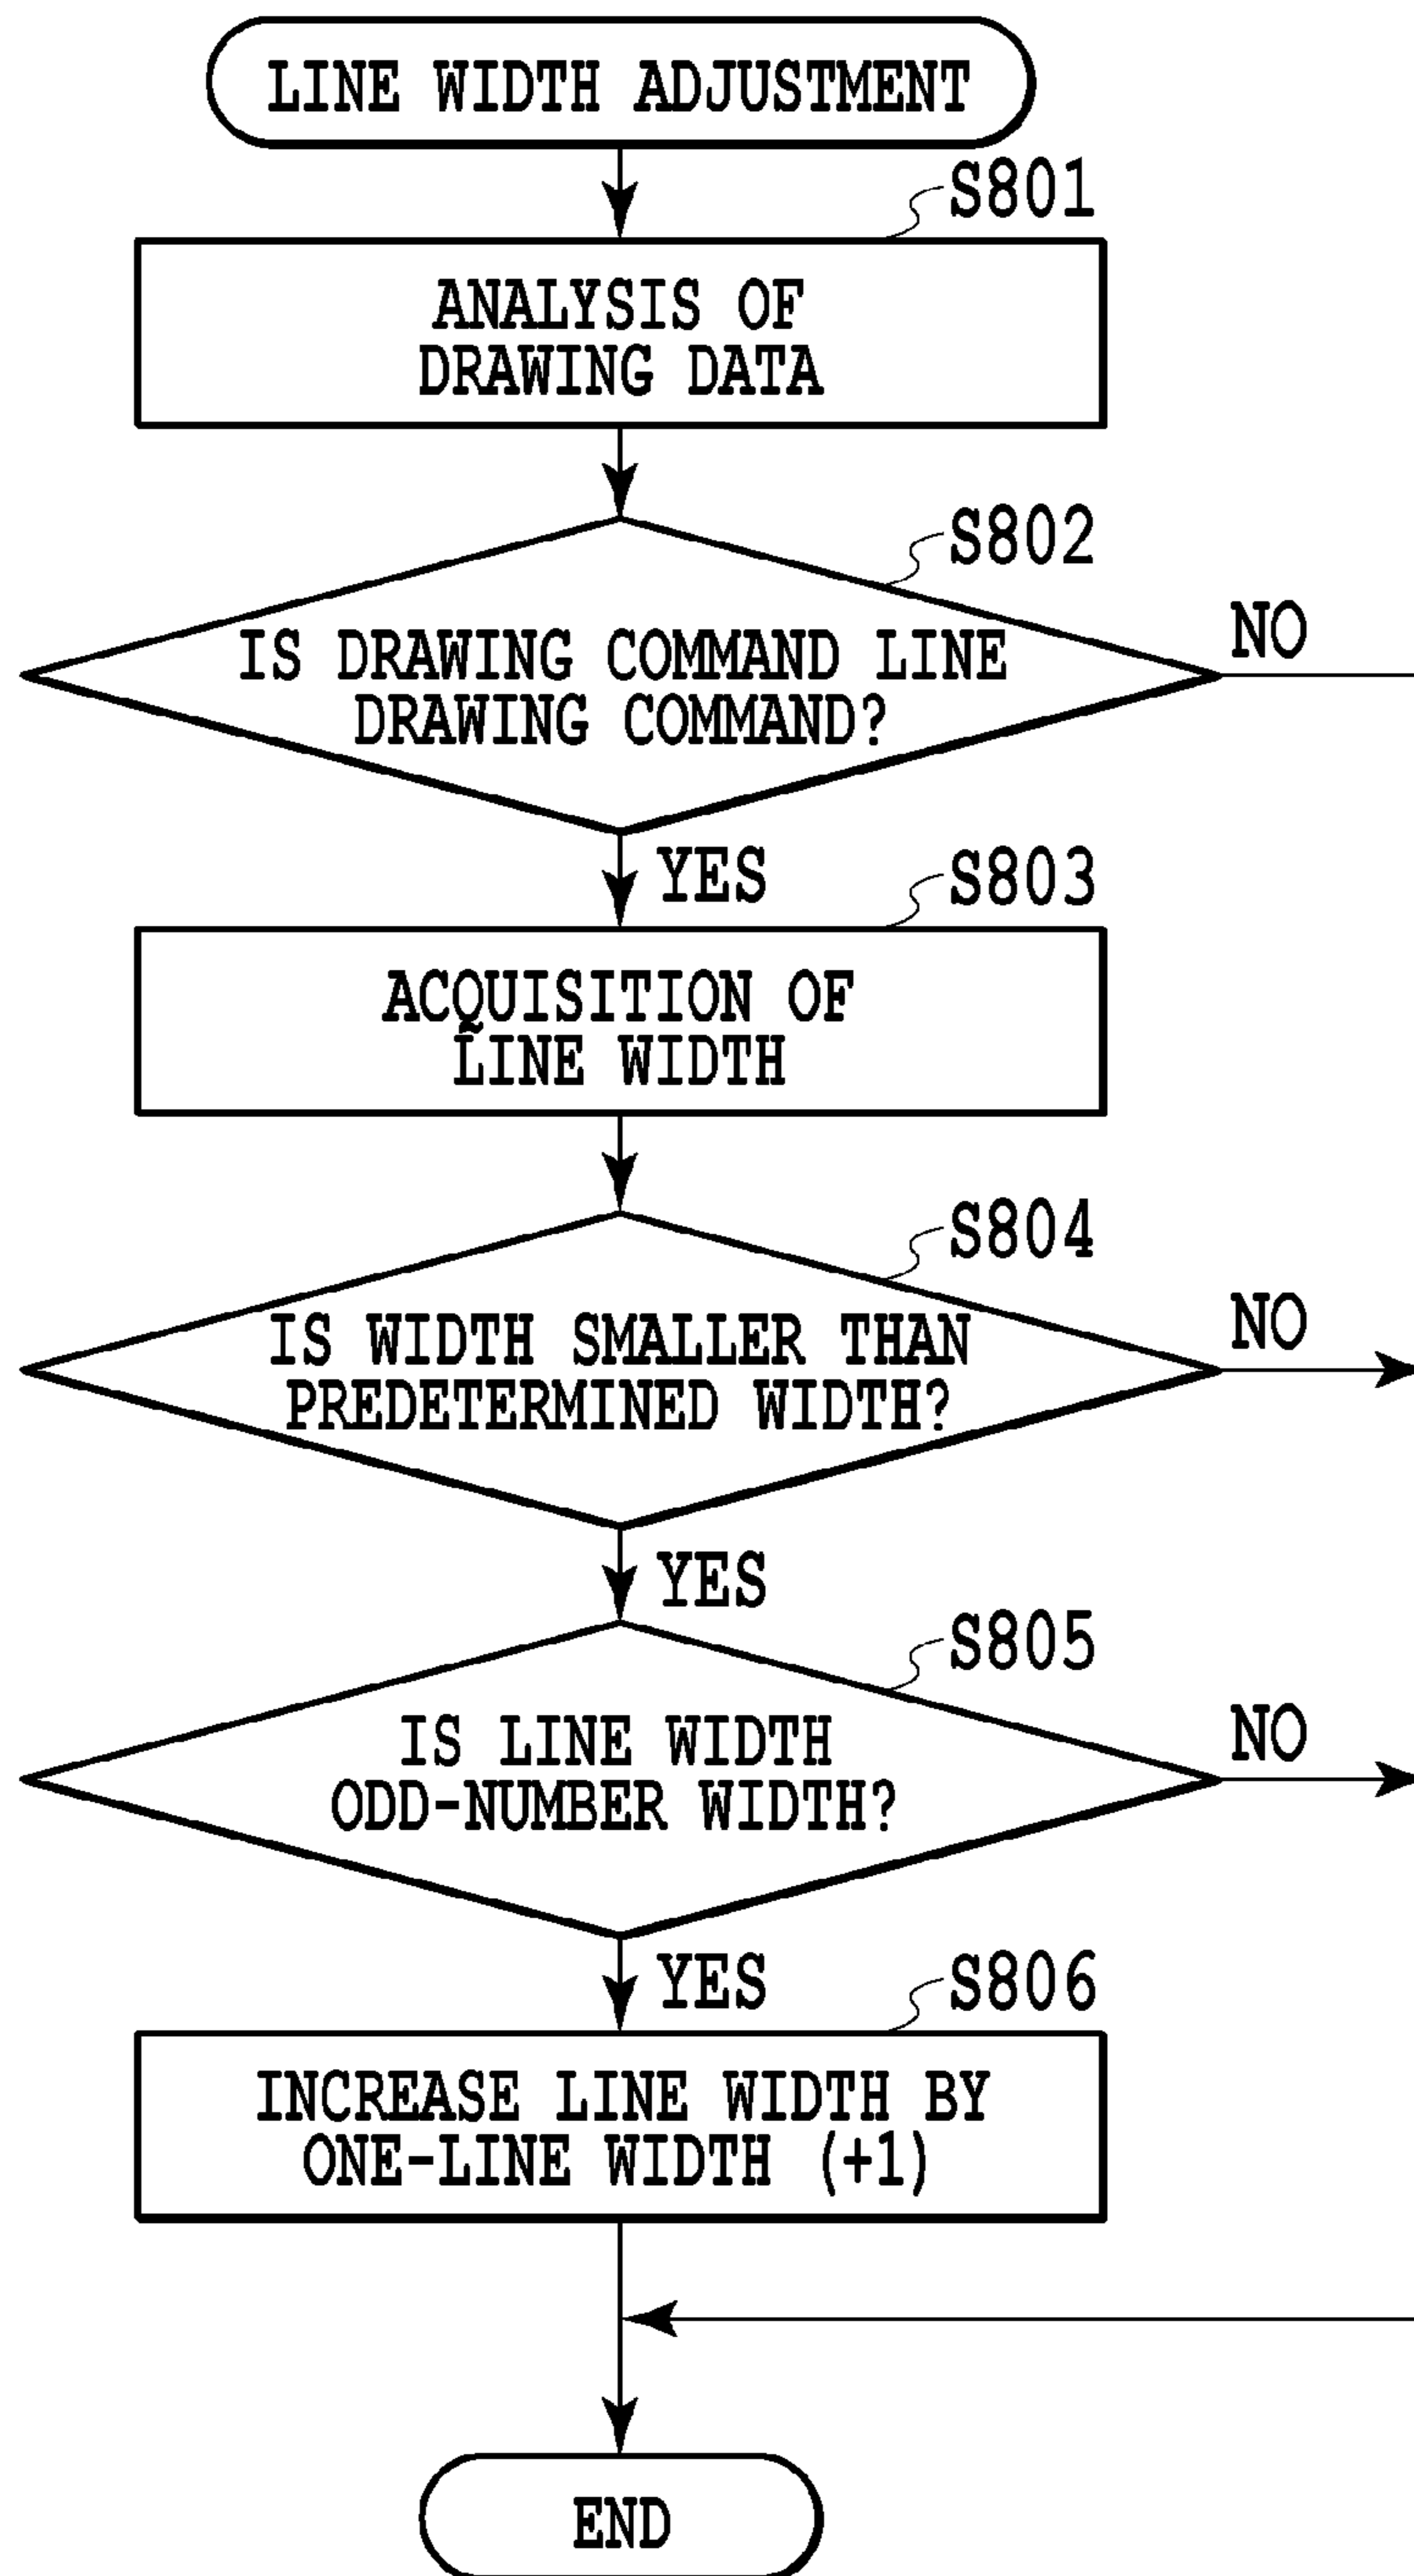 LINE WIDTH ADJUSTMENT
S801
ANALYSIS OF
DRAWING DATA
S802
IS DRAWING COMMAND LINE
DRAWING COMMAND?
NO
YES
S803
ACQUISITION OF
LINE WIDTH
S804
IS WIDTH SMALLER THAN
PREDETERMINED WIDTH?
NO
YES
S805
IS LINE WIDTH
ODD-NUMBER WIDTH?
NO
YES
S806
INCREASE LINE WIDTH BY
ONE-LINE WIDTH (+1)
END